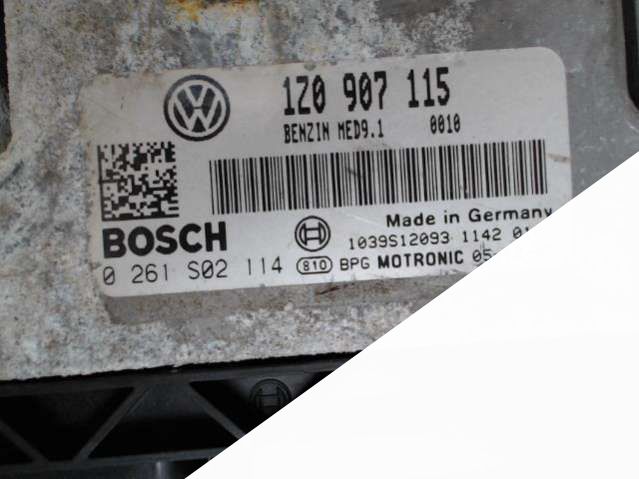 1Z0 907 115
BENZIN MED9.1 0010
Made in Germany
BOSCH
1039S12093 1142
0 261 S02 114 810 BPG MOTRONIC 05